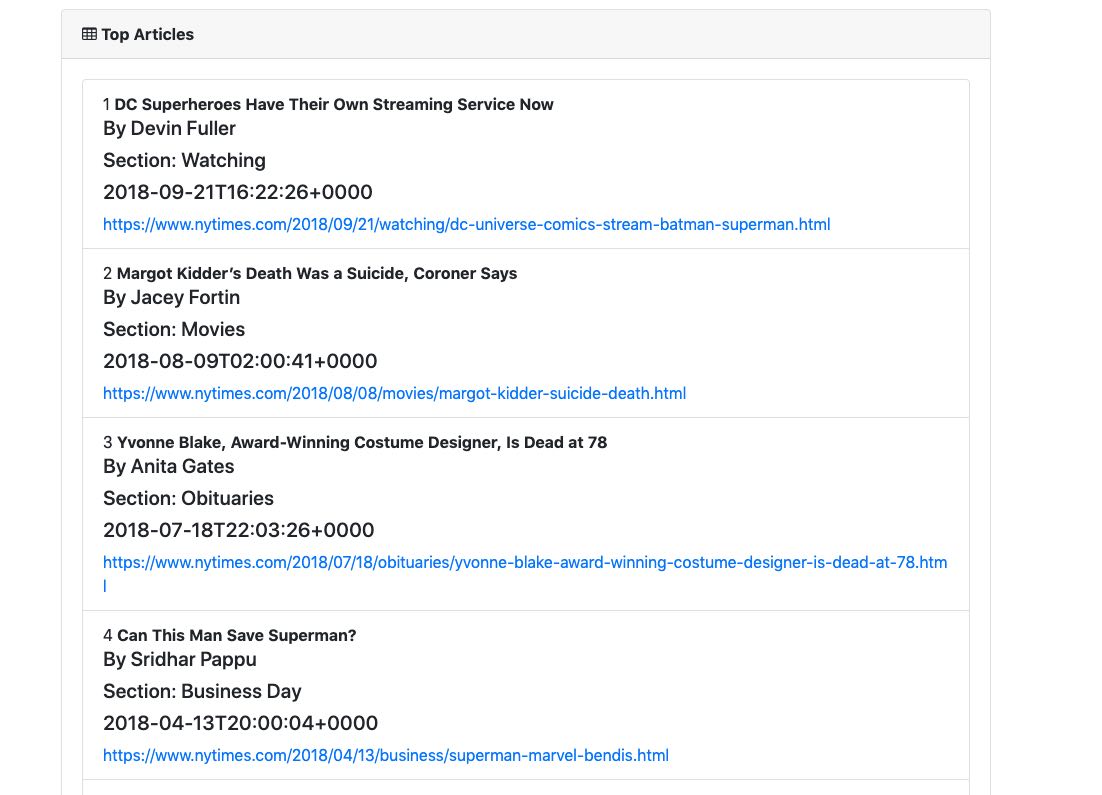 Top Articles
1 DC Superheroes Have Their Own Streaming Service Now
By Devin Fuller
Section: Watching
2018-09-21T16:22:26+0000
https://www.nytimes.com/2018/09/21/watching/dc-universe-comics-stream-batman-superman.html
2 Margot Kidder’s Death Was a Suicide, Coroner Says
By Jacey Fortin
Section: Movies
2018-08-09T02:00:41+0000
https://www.nytimes.com/2018/08/08/movies/margot-kidder-suicide-death.html
3 Yvonne Blake, Award-Winning Costume Designer, Is Dead at 78
By Anita Gates
Section: Obituaries
2018-07-18T22:03:26+0000
https://www.nytimes.com/2018/07/18/obituaries/yvonne-blake-award-winning-costume-designer-is-dead-at-78.htm
l
4 Can This Man Save Superman?
By Sridhar Pappu
Section: Business Day
2018-04-13T20:00:04+0000
https://www.nytimes.com/2018/04/13/business/superman-marvel-bendis.html